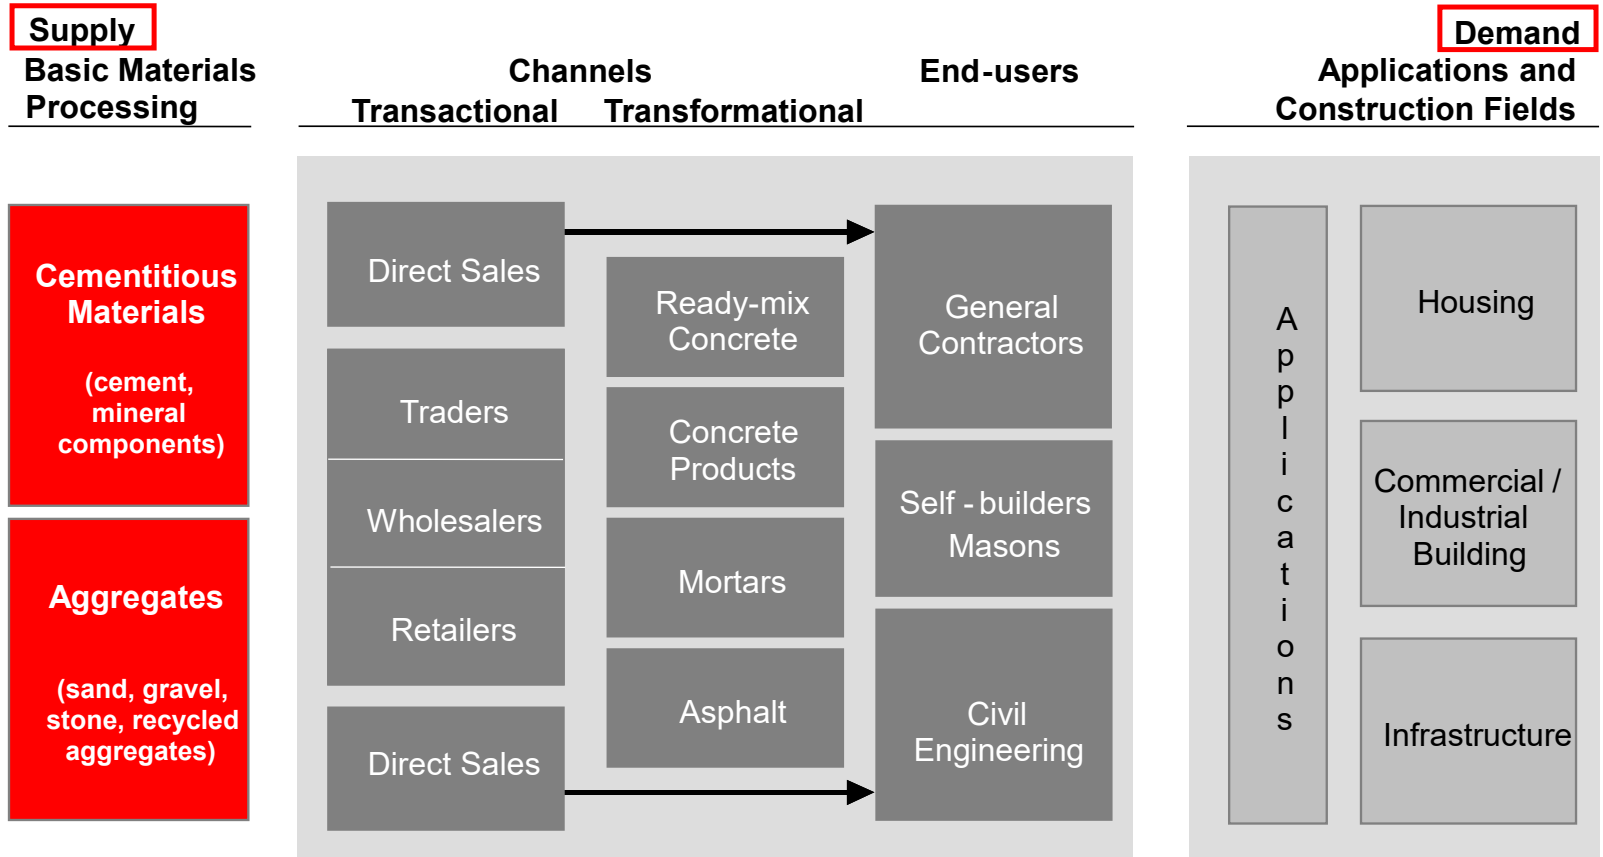 Supply
Basic Materials
Processing
Channels
Transactional
Transformational
End-users
Demand
Applications and
Construction Fields
Cementitious
Materials
(cement,
mineral
components)
Aggregates
(sand, gravel,
stone, recycled
aggregates)
Direct Sales
Traders
Wholesalers
Retailers
Direct Sales
Ready-mix
Concrete
Concrete
Products
Mortars
Asphalt
General
Contractors
Self - builders
Masons
Civil
Engineering
Applications
Housing
Commercial /
Industrial
Building
Infrastructure